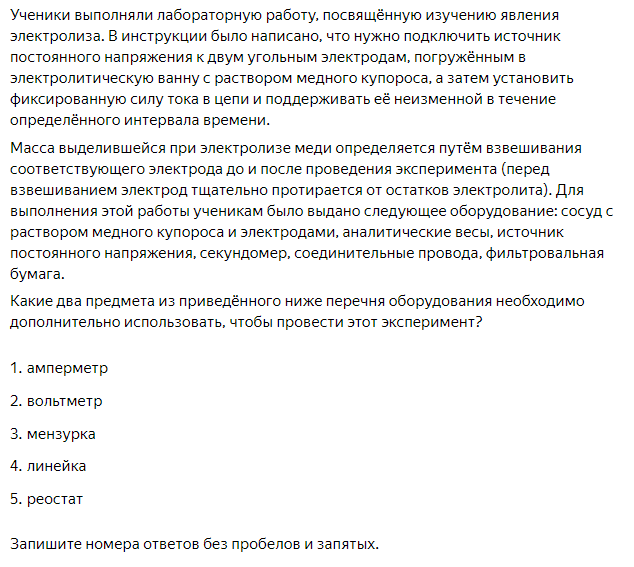 Ученики выполняли лабораторную работу, посвящённую изучению явления
электролиза. В инструкции было написано, что нужно подключить источник
постоянного напряжения к двум угольным электродам, погружённым в
электролитическую ванну с раствором медного купороса, а затем установить
фиксированную силу тока в цепи и поддерживать её неизменной в течение
определённого интервала времени.
Масса выделившейся при электролизе меди определяется путём взвешивания
соответствующего электрода до и после проведения эксперимента (перед
взвешиванием электрод тщательно протирается от остатков электролита). Для
выполнения этой работы ученикам было выдано следующее оборудование: сосуд с
раствором медного купороса и электродами, аналитические весы, источник
постоянного напряжения, секундомер, соединительные провода, фильтровальная
бумага.
Какие два предмета из приведённого ниже перечня оборудования необходимо
дополнительно использовать, чтобы провести этот эксперимент?
1. амперметр
2. вольтметр
3. мензурка
4. линейка
5. реостат
Запишите номера ответов без пробелов и запятых.